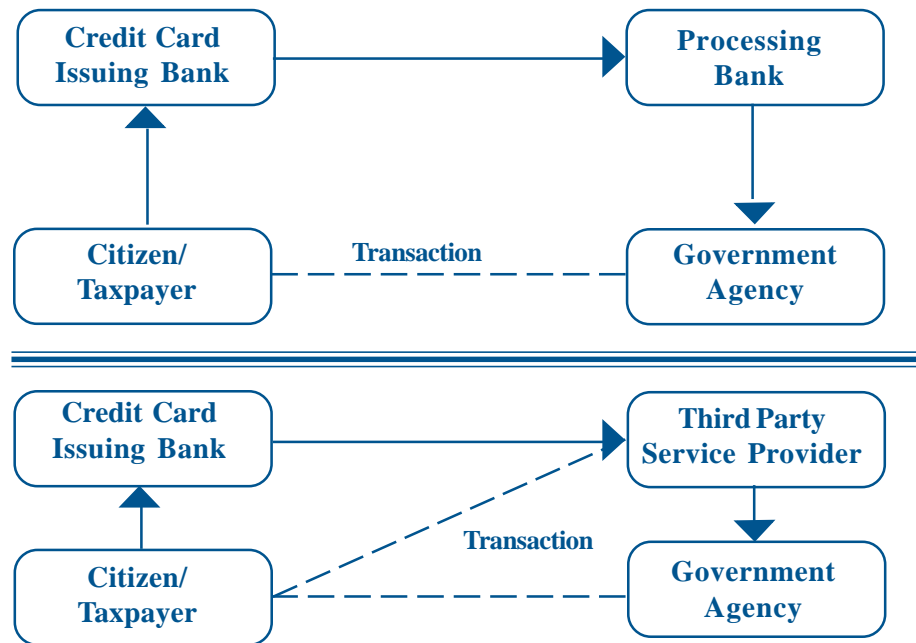 Credit Card
Issuing Bank
Processing
Bank
Citizen/
Taxpayer
Transaction
Government
Agency
Credit Card
Issuing Bank
Third Party
Service Provider
Transaction
Citizen/
Taxpayer
Government
Agency